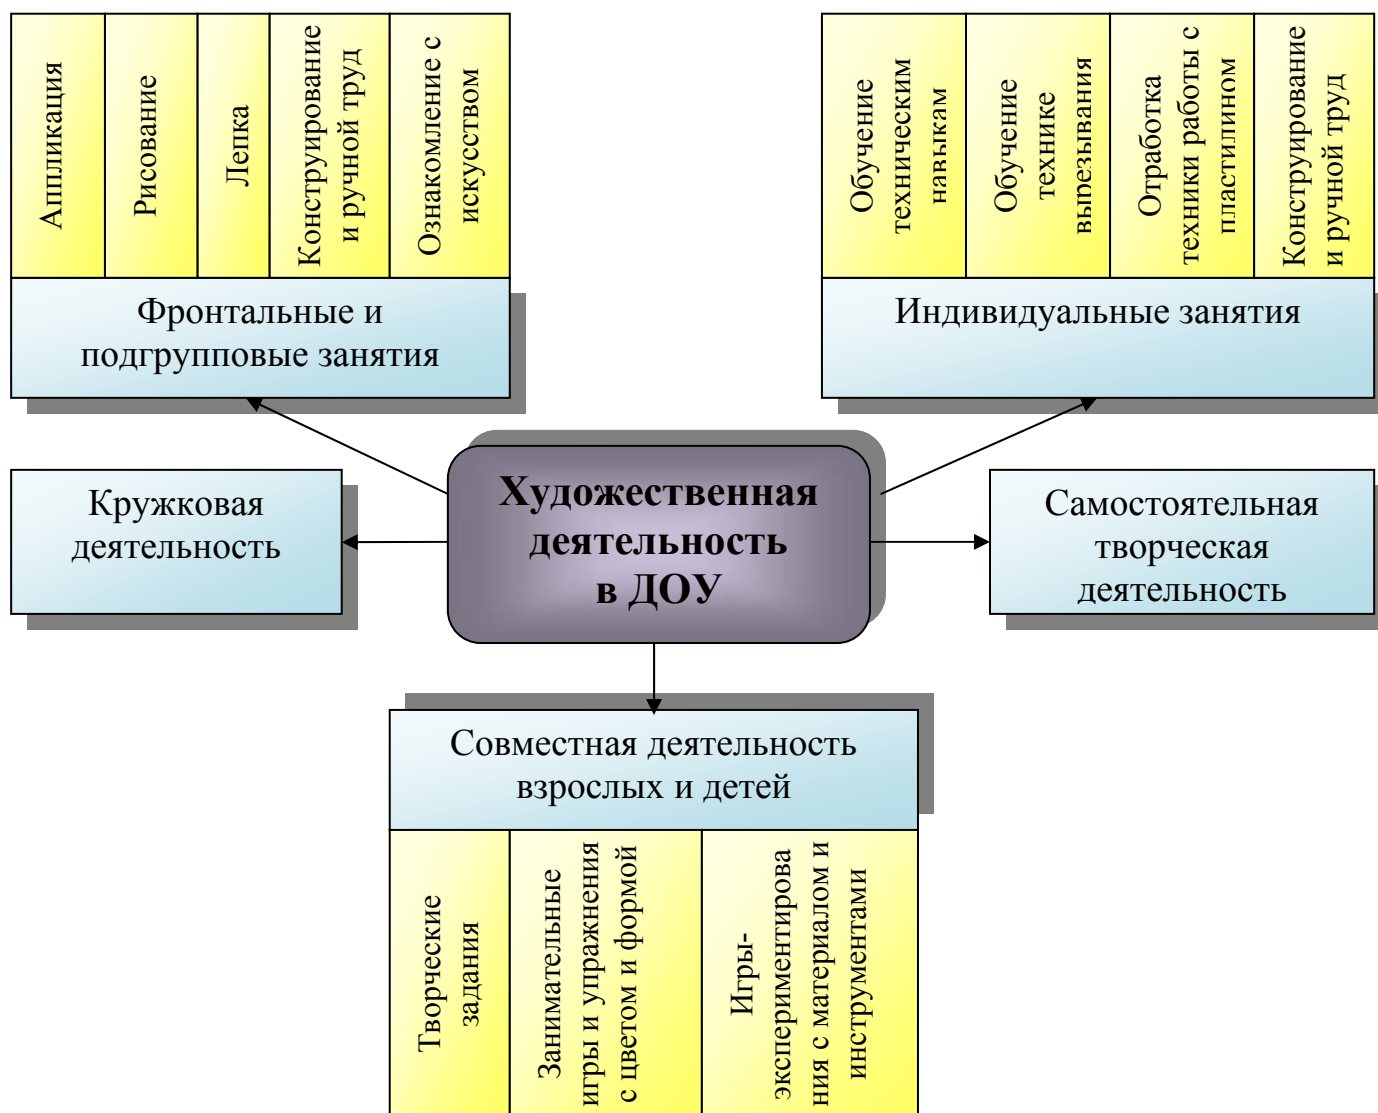 Аппликация
Рисование
Лепка
Конструирование
и ручной труд
Ознакомление с
искусством
Фронтальные и
подгрупповые занятия
Обучение
техническим
навыкам
Обучение
технике
вырезывания
Отработка
техники работы с
пластилином
Конструирование
и ручной труд
Индивидуальные занятия
Кружковая
деятельность
Художественная
деятельность
в ДОУ
Самостоятельная
творческая
деятельность
Совместная деятельность
взрослых и детей
Творческие
задания
Занимательные
игры и упражнения
с цветом и формой
Игры-
экспериментирова
ния с материалом и
инструментами